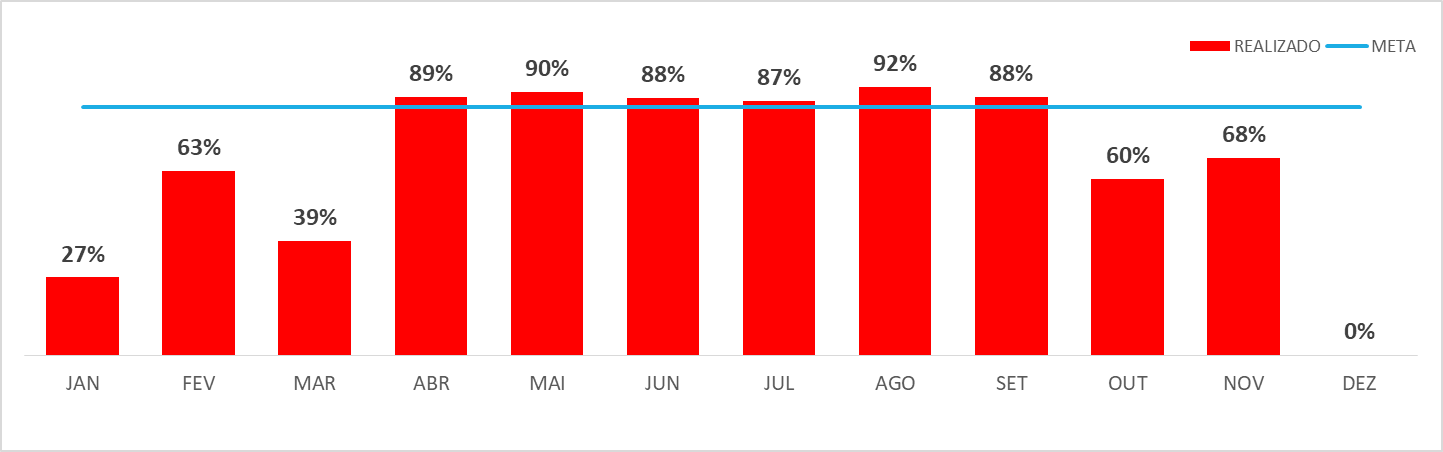 REALIZADO META
27% 63% 39% 89% 90% 88% 87% 92% 88% 60% 68% 0%
JAN FEV MAR ABR MAI JUN JUL AGO SET OUT NOV DEZ